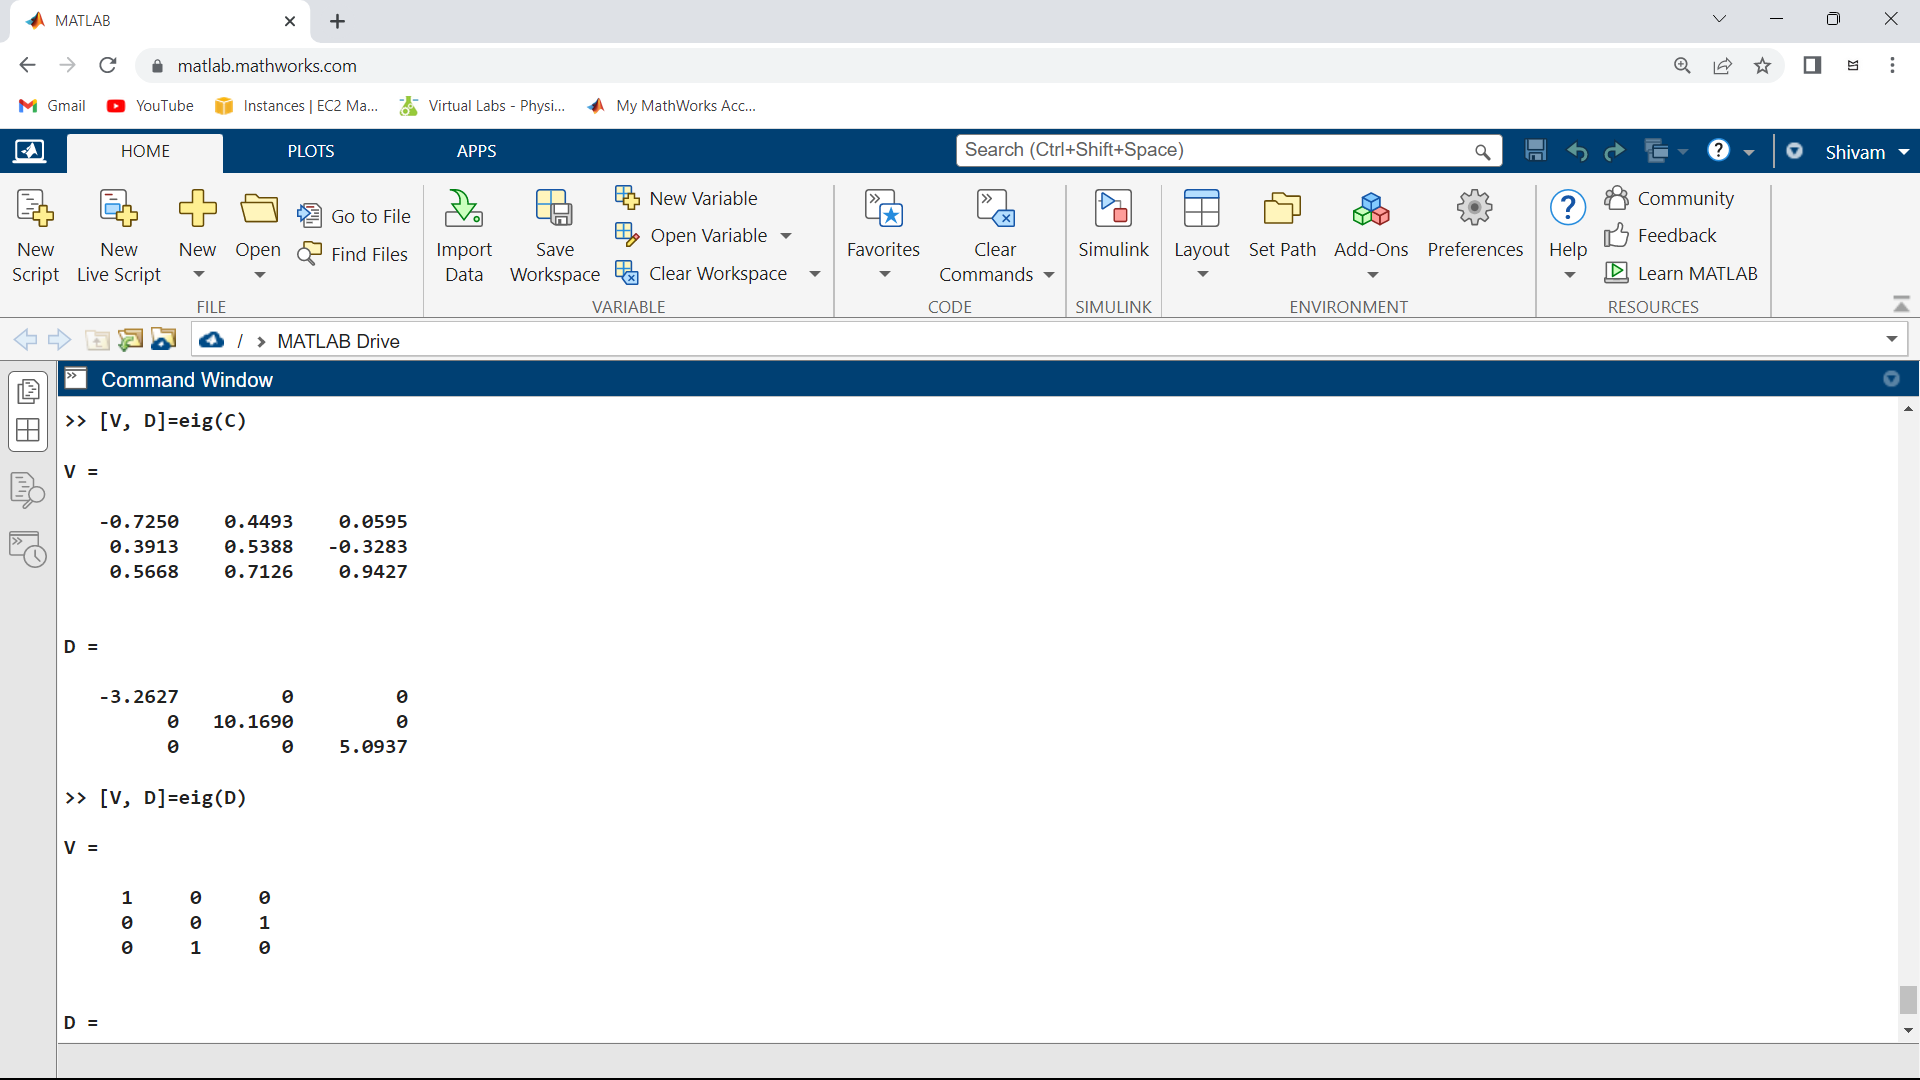 MATLAB
matlab.mathworks.com
Gmail YouTube Instances | EC2 Ma... Virtual Labs - Physi... My MathWorks Acc...
HOME PLOTS APPS Search (Ctrl+Shift+Space) ? Shivam
New Script New Live Script New Open Go to File Find Files
FILE
Import Data Save Workspace New Variable Open Variable Clear Workspace
VARIABLE
Favorites Clear Commands
CODE
Simulink
SIMULINK
Layout Set Path Add-Ons Preferences
ENVIRONMENT
? Help Community Feedback Learn MATLAB
RESOURCES
/ > MATLAB Drive
Command Window
>> [V, D]=eig(C)
V =
-0.7250 0.4493 0.0595
0.3913 0.5388 -0.3283
0.5668 0.7126 0.9427
D =
-3.2627 0 0
0 10.1690 0
0 0 5.0937
>> [V, D]=eig(D)
V =
1 0 0
0 0 1
0 1 0
D =